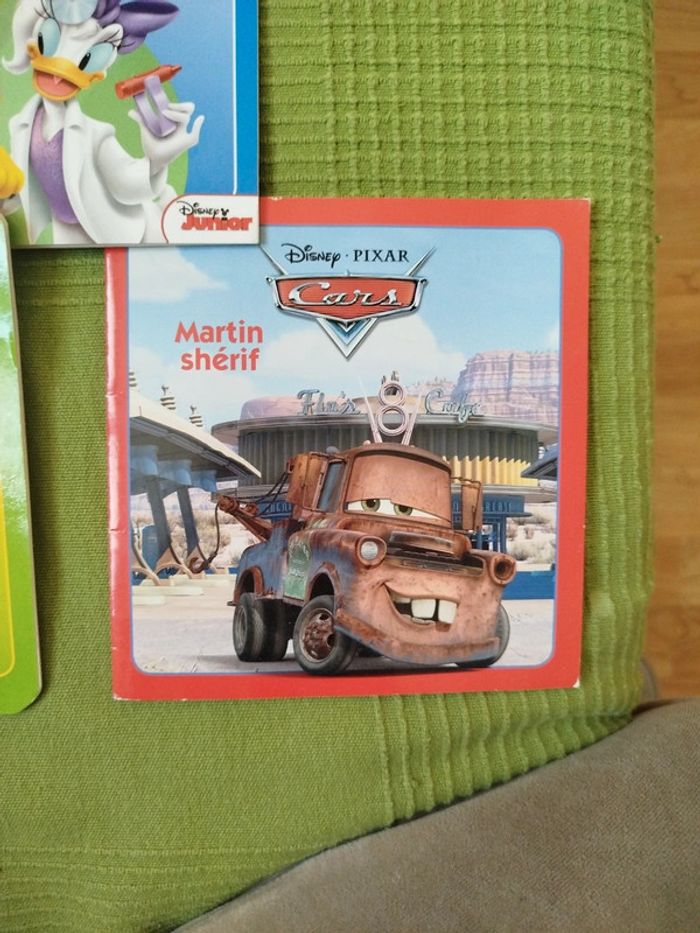 Disney
Junior
DISNEY · PIXAR
Cars
Martin
shérif
Flo's V8 Café